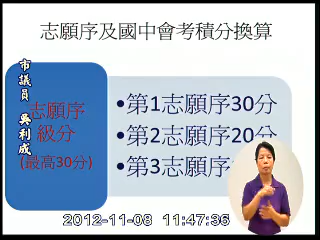 志願序及國中會考積分換算
市議員 吳利成
志願序
級分
(最高30分)
•第1志願序30分
•第2志願序20分
•第3志願序
2012-11-08 11:47:36